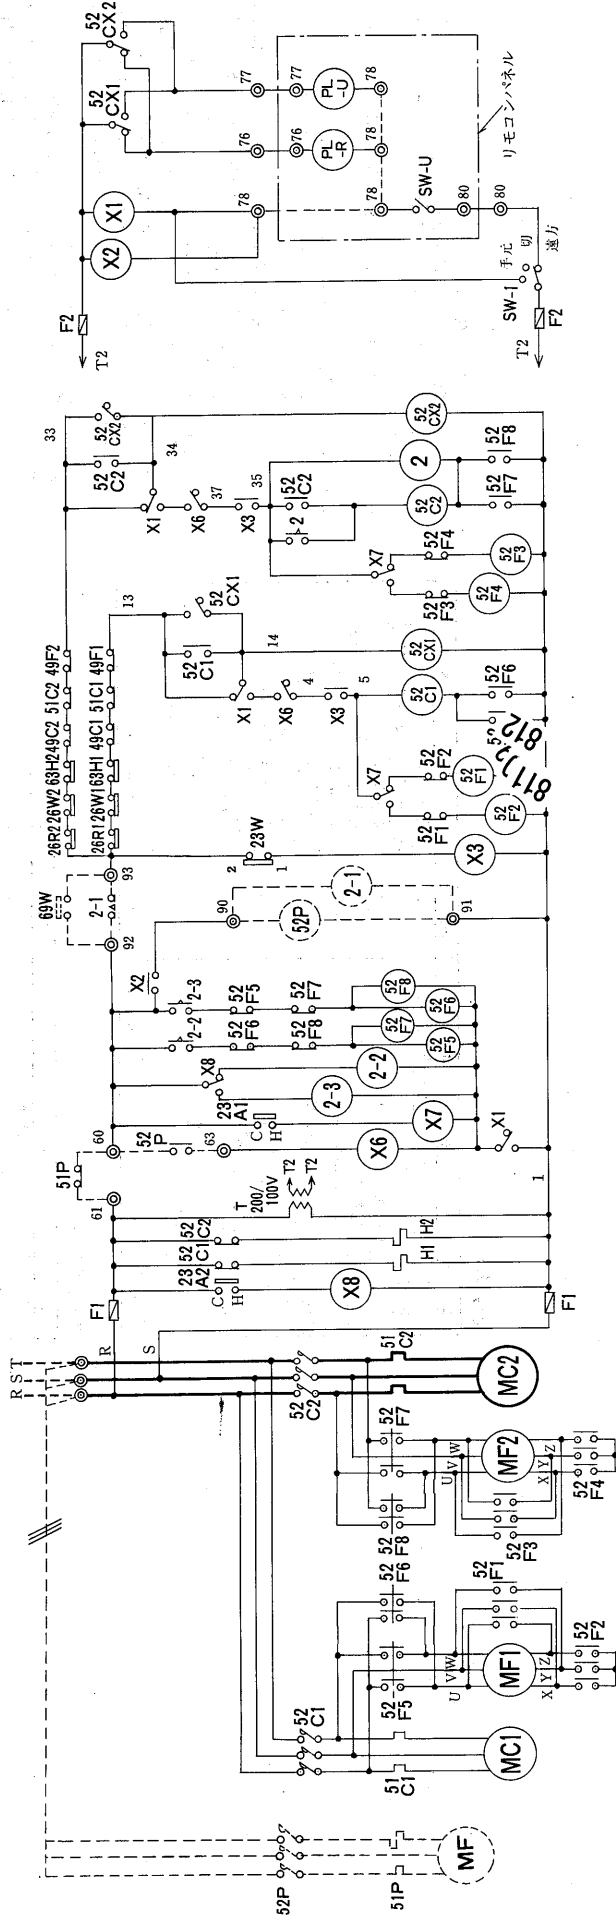 52
CX2
52
CX1
77
77
PL
-U
78
76
76
PL
-R
78
リモコンパネル
X1
78
78
SW-U
80
80
X2
手元
切
遠方
SW-1
F2
T2
F2
T2
33
52
C2
52
CX2
34
X1
X6
37
X3
35
52
C2
2
2
52
C2
52
CX2
52
F7
52
F8
X7
52
F3
52
F4
52
F4
52
F3
26R2
26W2
63H2
49C2
51C2
49F2
26R1
26W1
63H1
49C1
51C1
49F1
13
52
C1
52
CX1
14
X1
X6
4
X3
5
52
C1
52
CX1
52
F6
X7
52
F1
52
F2
52
F1
52
F2
811
812
23W
2
1
X3
69W
2-1
92
93
X2
90
91
52P
2-1
2-3
52
F5
52
F7
52
F8
52
F6
2-2
52
F6
52
F8
52
F7
52
F5
X8
2-2
2-3
23
A1
C
H
X7
60
52
P
63
X6
X1
1
51P
61
T
200/
100V
T2
T2
52
C2
52
C1
H2
H1
23
A2
C
H
X8
F1
F1
R
S
R S T
52
C2
51
C2
MC2
52
F7
52
F8
U V W
MF2
X Y Z
52
F3
52
F4
52
F6
52
F5
U V W
MF1
X Y Z
52
F1
52
F2
52
C1
51
C1
MC1
52P
51P
MF